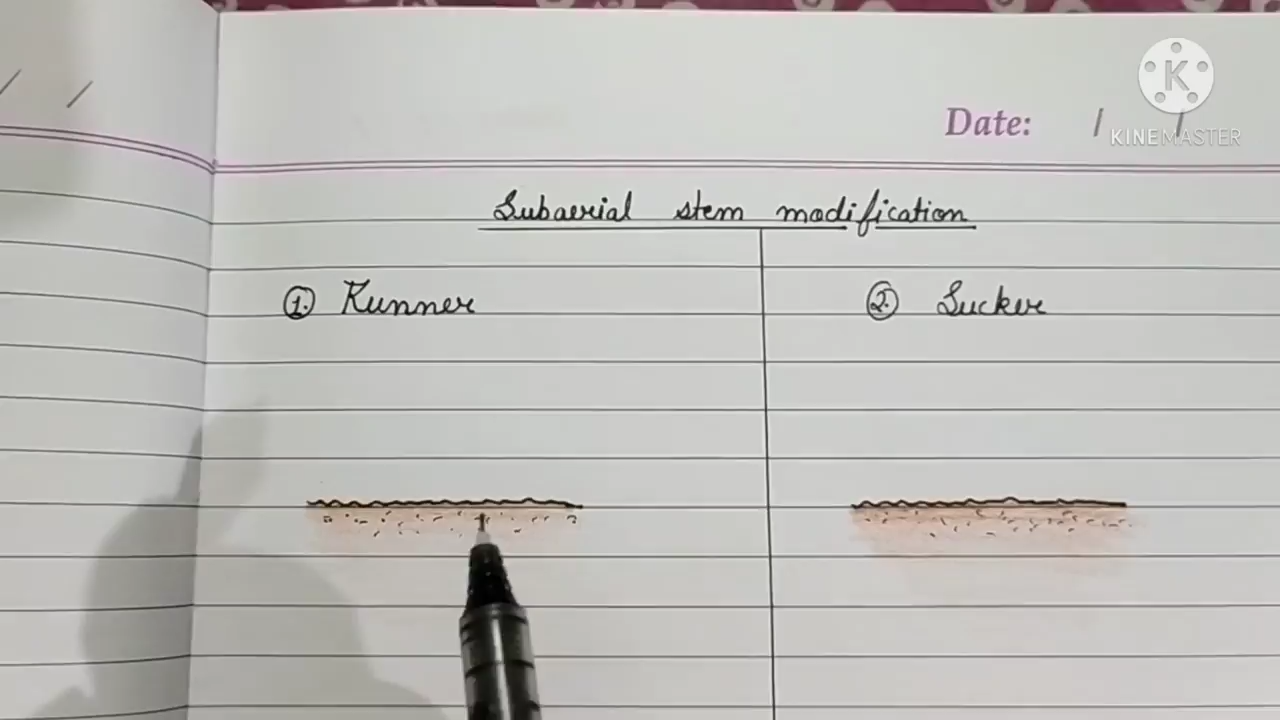 Date: / /
K
KINEMASTER
Subaerial stem modification
1. Runner
2. Sucker